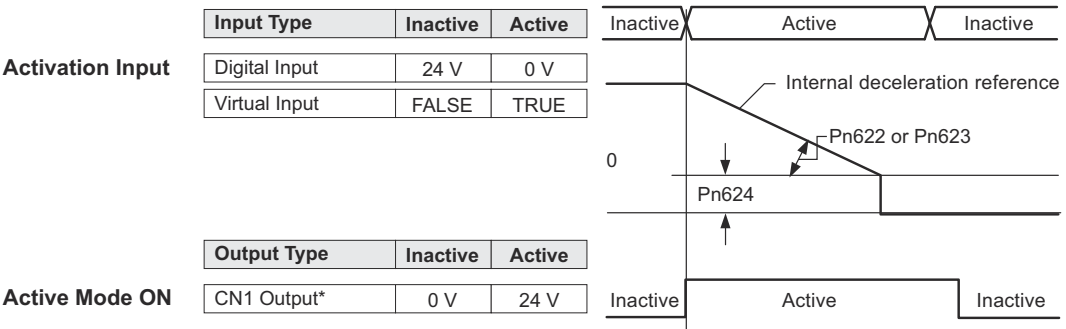 Input Type Inactive Active
Inactive Active Inactive
Activation Input
Digital Input 24 V 0 V
Virtual Input FALSE TRUE
Internal deceleration reference
Pn622 or Pn623
0
Pn624
Output Type Inactive Active
Active Mode ON
CN1 Output* 0 V 24 V
Inactive Active Inactive